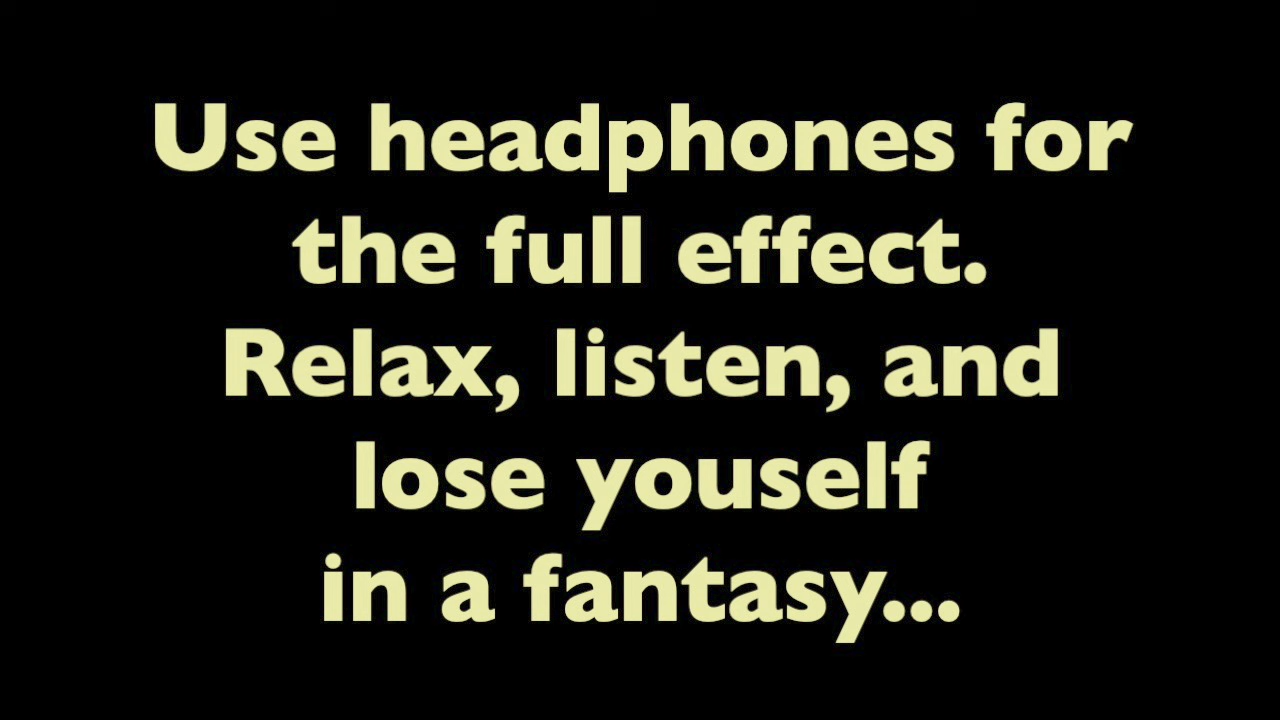 Use headphones for
the full effect.
Relax, listen, and
lose youself
in a fantasy...